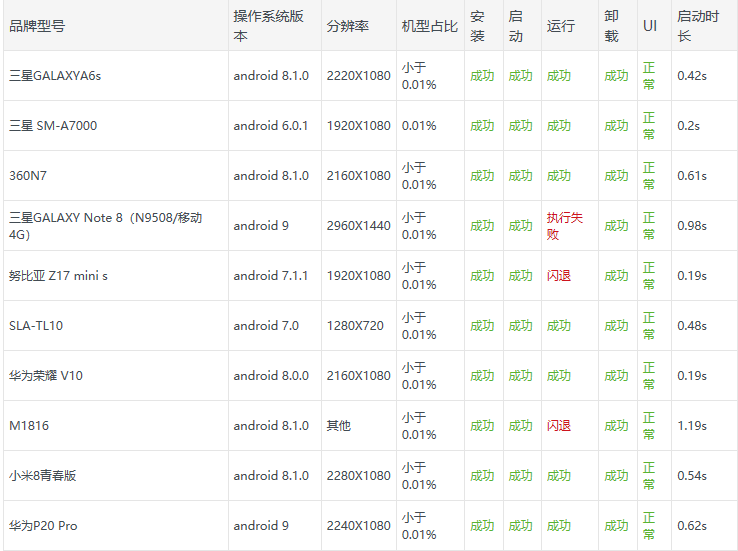 品牌型号 操作系统版本 分辨率 机型占比 安装 启动 运行 卸载 UI 启动时长
三星GALAXYA6s android 8.1.0 2220X1080 小于0.01% 成功 成功 成功 成功 正常 0.42s
三星 SM-A7000 android 6.0.1 1920X1080 0.01% 成功 成功 成功 成功 正常 0.2s
360N7 android 8.1.0 2160X1080 小于0.01% 成功 成功 成功 成功 正常 0.61s
三星GALAXY Note 8（N9508/移动4G） android 9 2960X1440 小于0.01% 成功 成功 执行失败 成功 正常 0.98s
努比亚 Z17 mini s android 7.1.1 1920X1080 小于0.01% 成功 成功 闪退 成功 正常 0.19s
SLA-TL10 android 7.0 1280X720 小于0.01% 成功 成功 成功 成功 正常 0.48s
华为荣耀 V10 android 8.0.0 2160X1080 小于0.01% 成功 成功 成功 成功 正常 0.19s
M1816 android 8.1.0 其他 小于0.01% 成功 成功 闪退 成功 正常 1.19s
小米8青春版 android 8.1.0 2280X1080 小于0.01% 成功 成功 成功 成功 正常 0.54s
华为P20 Pro android 9 2240X1080 小于0.01% 成功 成功 成功 成功 正常 0.62s